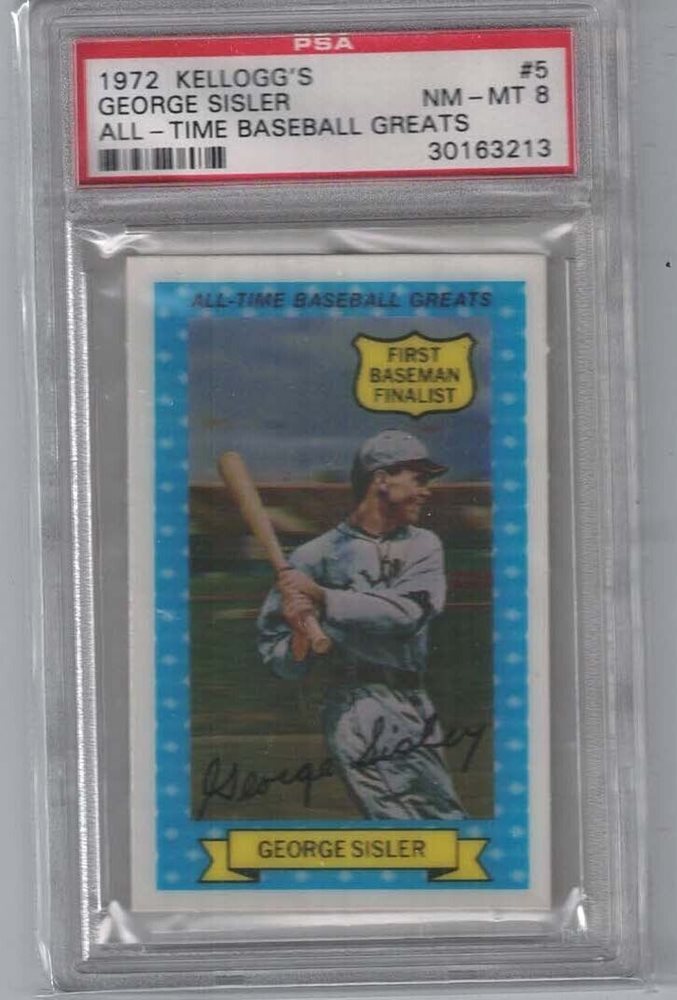 PSA
1972 KELLOGG'S #5
GEORGE SISLER NM - MT 8
ALL - TIME BASEBALL GREATS
30163213
ALL-TIME BASEBALL GREATS
FIRST
BASEMAN
FINALIST
George Sisler
GEORGE SISLER